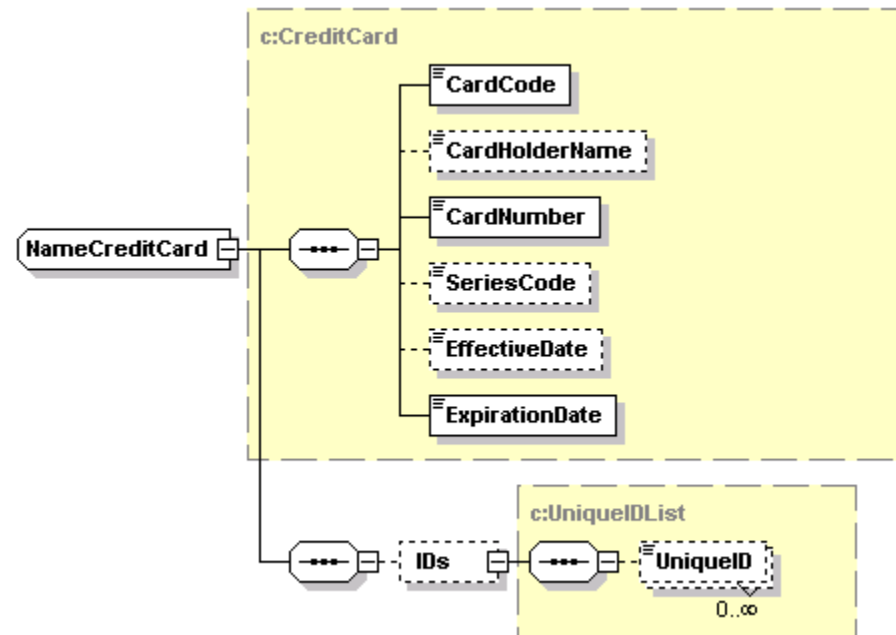 c:CreditCard
CardCode
CardHolderName
CardNumber
NameCreditCard
SeriesCode
EffectiveDate
ExpirationDate
c:UniqueIDList
IDs
UniqueID
0..∞